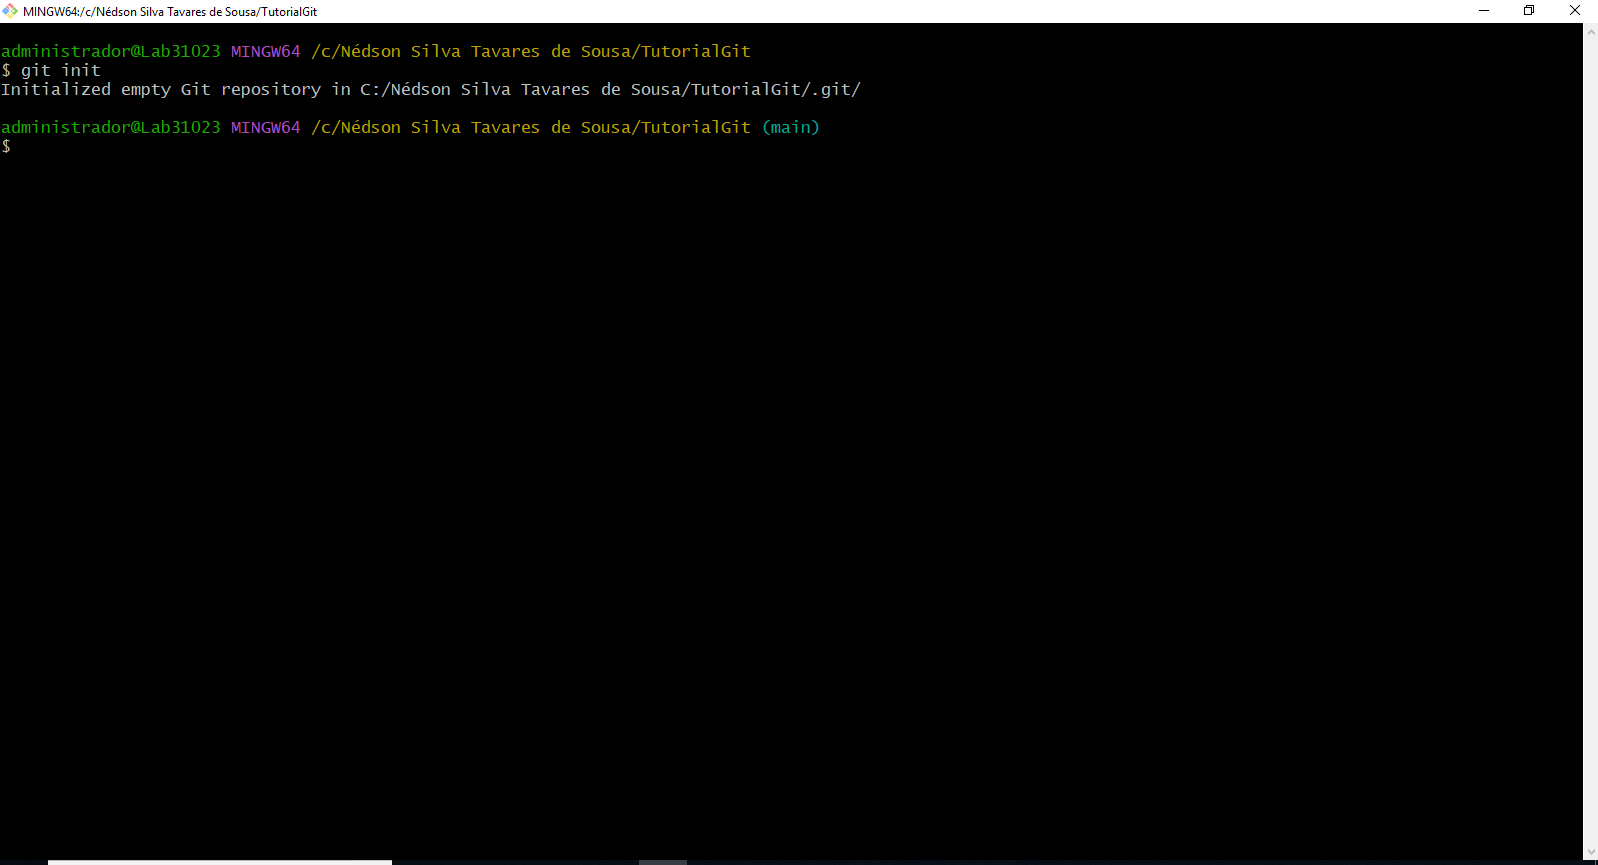 MINGW64:/c/Nédson Silva Tavares de Sousa/TutorialGit
administrador@Lab31023 MINGW64 /c/Nédson Silva Tavares de Sousa/TutorialGit
$ git init
Initialized empty Git repository in C:/Nédson Silva Tavares de Sousa/TutorialGit/.git/
administrador@Lab31023 MINGW64 /c/Nédson Silva Tavares de Sousa/TutorialGit (main)
$